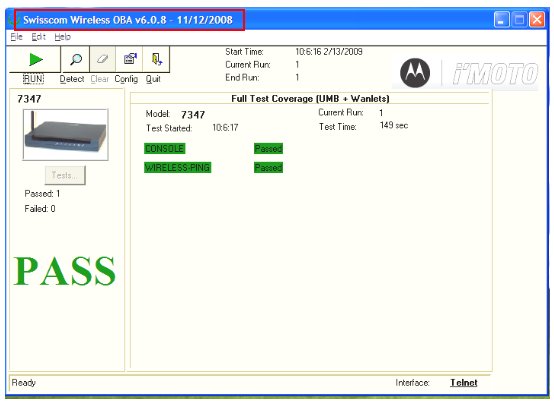 Swisscom Wireless OBA v6.0.8 - 11/12/2008
File Edit Help
RUN Detect Clear Config Quit
Start Time: 10:6:16 2/13/2009
Current Run: 1
End Run: 1
i'MOTO
7347
Tests...
Passed: 1
Failed: 0
PASS
Full Test Coverage (UMB + Wanlets)
Model: 7347 Current Run: 1
Test Started: 10:6:17 Test Time: 149 sec
CONSOLE Passed
WIRELESS-PING Passed
Ready Interface: Telnet